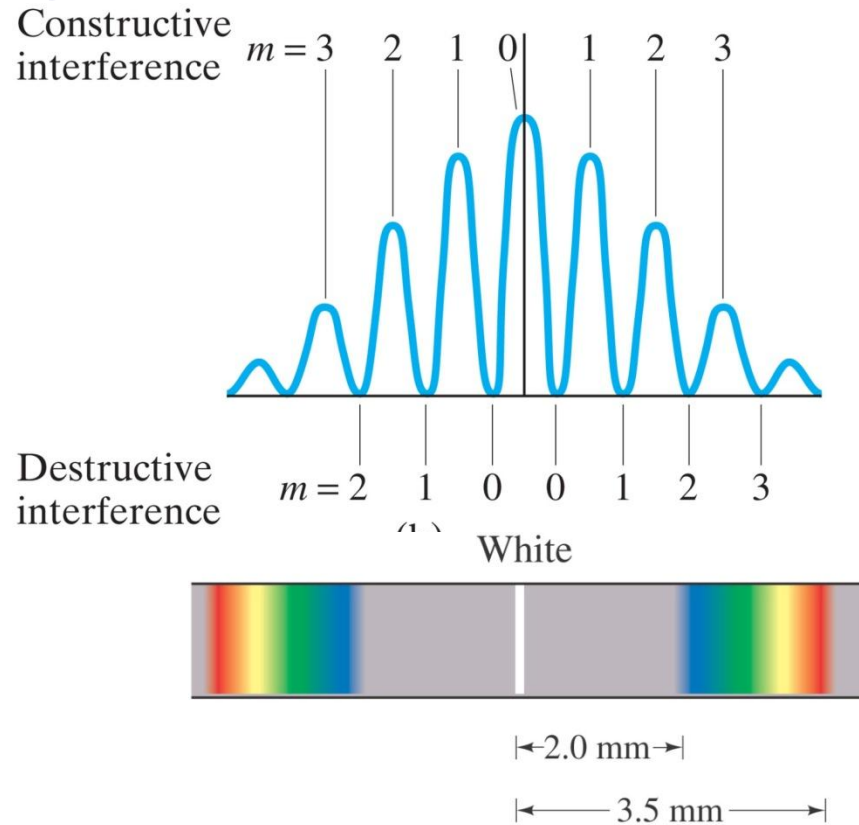 Constructive
interference m = 3 2 1 0 1 2 3
Destructive
interference m = 2 1 0 0 1 2 3
White
2.0 mm
3.5 mm